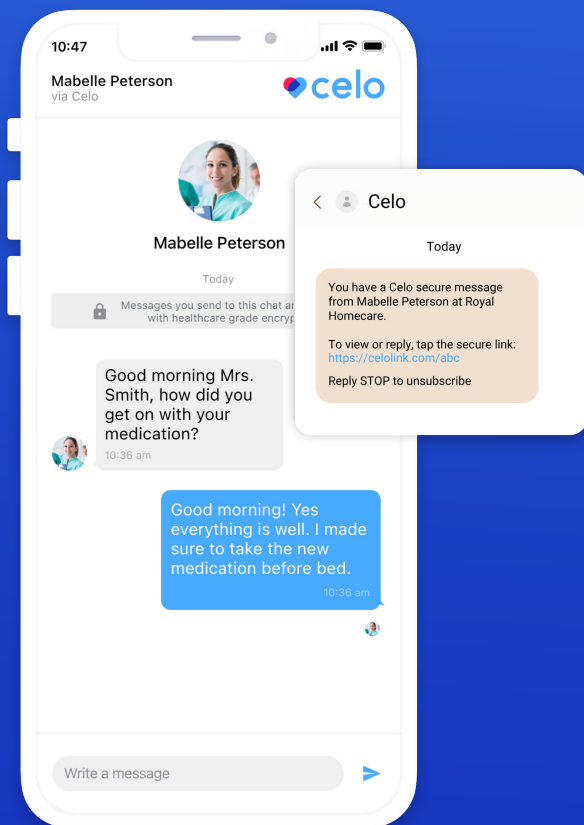 10:47
Mabelle Peterson
via Celo
celo
Mabelle Peterson
Today
Messages you send to this chat
with healthcare grade
Good morning Mrs.
Smith, how did you
get on with your
medication?
10:36 am
Good morning! Yes
everything is well. I made
sure to take the new
medication before bed.
10:36 am
Write a message
Celo
Today
You have a Celo secure message
from Mabelle Peterson at Royal
Homecare.
To view or reply, tap the secure link:
https://celolink.com/abc
Reply STOP to unsubscribe